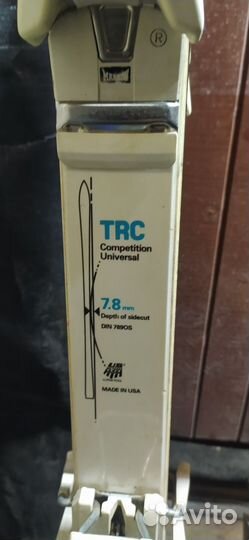 ®
TRC
Competition
Universal
7.8 mm
Depth of sidecut
DIN 7890S
MADE IN USA
Avito